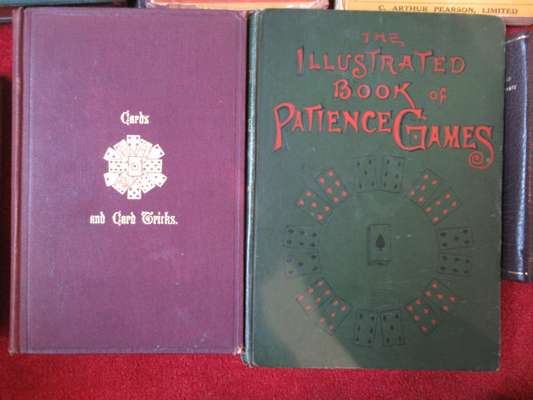 C. ARTHUR PEARSON, LIMITED
Cards
and Card Tricks.
THE
ILLUSTRATED
BOOK OF
PATIENCE GAMES